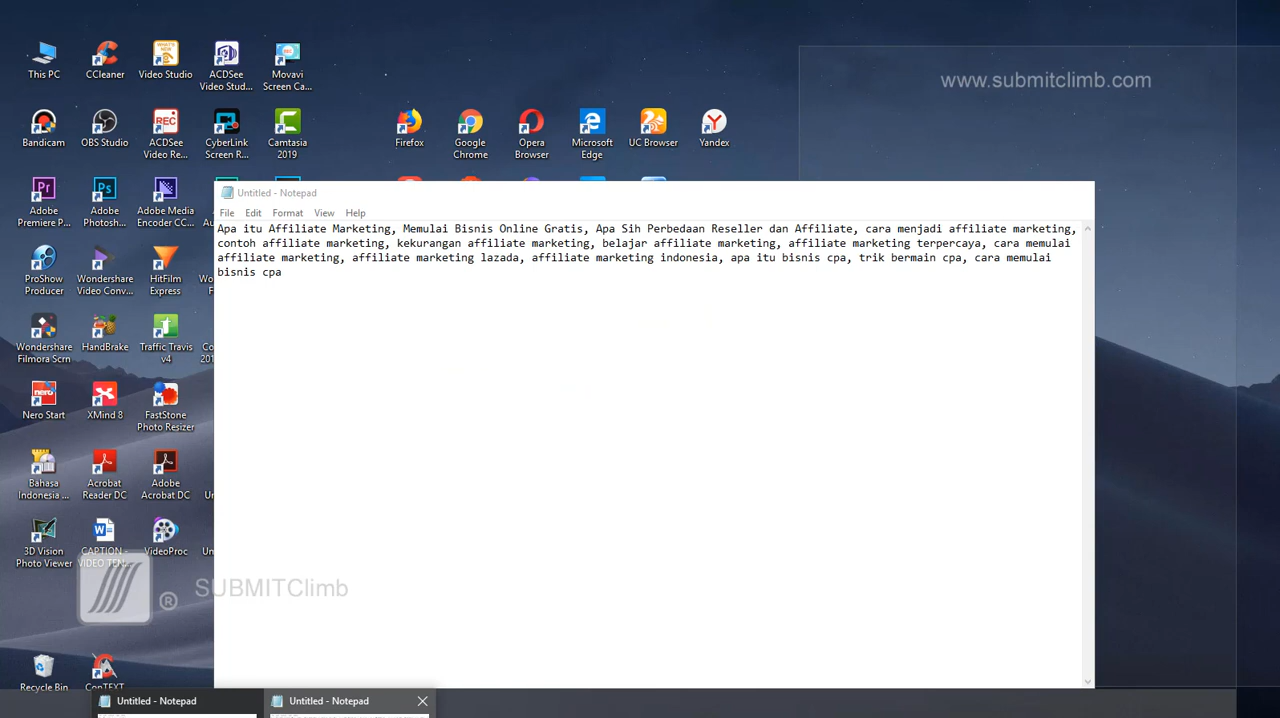 www.submitclimb.com
This PC
CCleaner
Video Studio
ACDSee
Video Stud...
Movavi
Screen Ca...
Bandicam
OBS Studio
ACDSee
Video Re...
CyberLink
Screen R...
Camtasia
2019
Firefox
Google
Chrome
Opera
Browser
Microsoft
Edge
UC Browser
Yandex
Adobe
Premiere P...
Adobe
Photosh...
Adobe Media
Encoder CC...
Untitled - Notepad
File Edit Format View Help
Apa itu Affiliate Marketing, Memulai Bisnis Online Gratis, Apa Sih Perbedaan Reseller dan Affiliate, cara menjadi affiliate marketing,
contoh affiliate marketing, kekurangan affiliate marketing, belajar affiliate marketing, affiliate marketing terpercaya, cara memulai
affiliate marketing, affiliate marketing lazada, affiliate marketing indonesia, apa itu bisnis cpa, trik bermain cpa, cara memulai
bisnis cpa
ProShow
Producer
Wondershare
Video Conv...
HitFilm
Express
Wondershare
Filmora Scrn
HandBrake
Traffic Travis
v4
Nero Start
XMind 8
FastStone
Photo Resizer
Bahasa
Indonesia ...
Acrobat
Reader DC
Adobe
Acrobat DC
3D Vision
Photo Viewer
CAPTION -
VIDEO TEN...
VideoProc
SUBMITClimb
Recycle Bin
ConTEXT
Untitled - Notepad
Untitled - Notepad